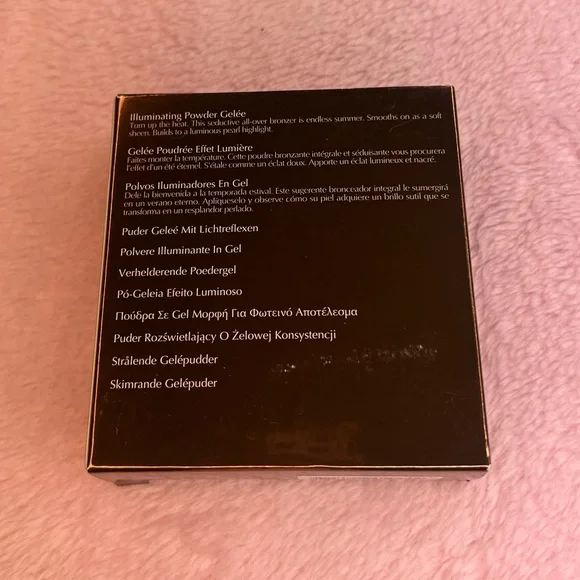 Illuminating Powder Gelée
Turn up the heat. This seductive all-over bronzer is endless summer. Smooths on as a soft
sheen. Builds to a luminous pearl highlight.
Gelée Poudrée Effet Lumière
Faites monter la température. Cette poudre bronzante intégrale et séduisante vous procurera
l'effet d'un été éternel. S'étale comme un éclat doux. Apporte un éclat lumineux et nacré.
Polvos Iluminadores En Gel
Dele la bienvenida a la temporada estival. Este sugerente bronceador integral le sumergirá
en un verano eterno. Aplíqueselo y observe cómo su piel adquiere un brillo sutil que se
transforma en un resplandor perlado.
Puder Geleé Mit Lichtreflexen
Polvere Illuminante In Gel
Verhelderende Poedergel
Pó-Geleia Efeito Luminoso
Πούδρα Σε Gel Μορφή Για Φωτεινό Αποτέλεσμα
Puder Rozświetlający O Żelowej Konsystencji
Strålende Gelépudder
Skimrande Gelépuder